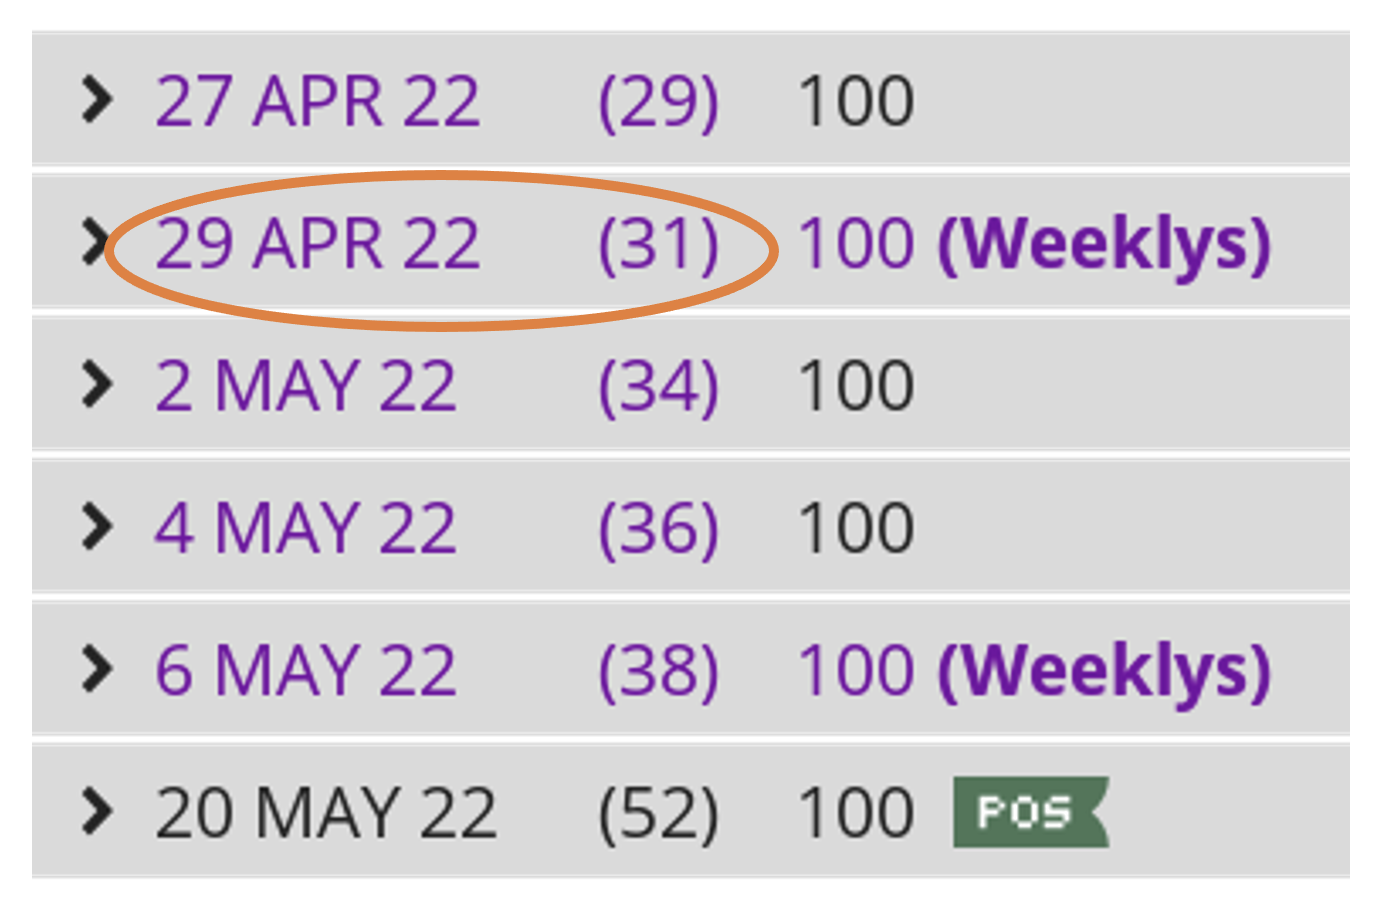 27 APR 22 (29) 100
29 APR 22 (31) 100 (Weeklys)
2 MAY 22 (34) 100
4 MAY 22 (36) 100
6 MAY 22 (38) 100 (Weeklys)
20 MAY 22 (52) 100 POS